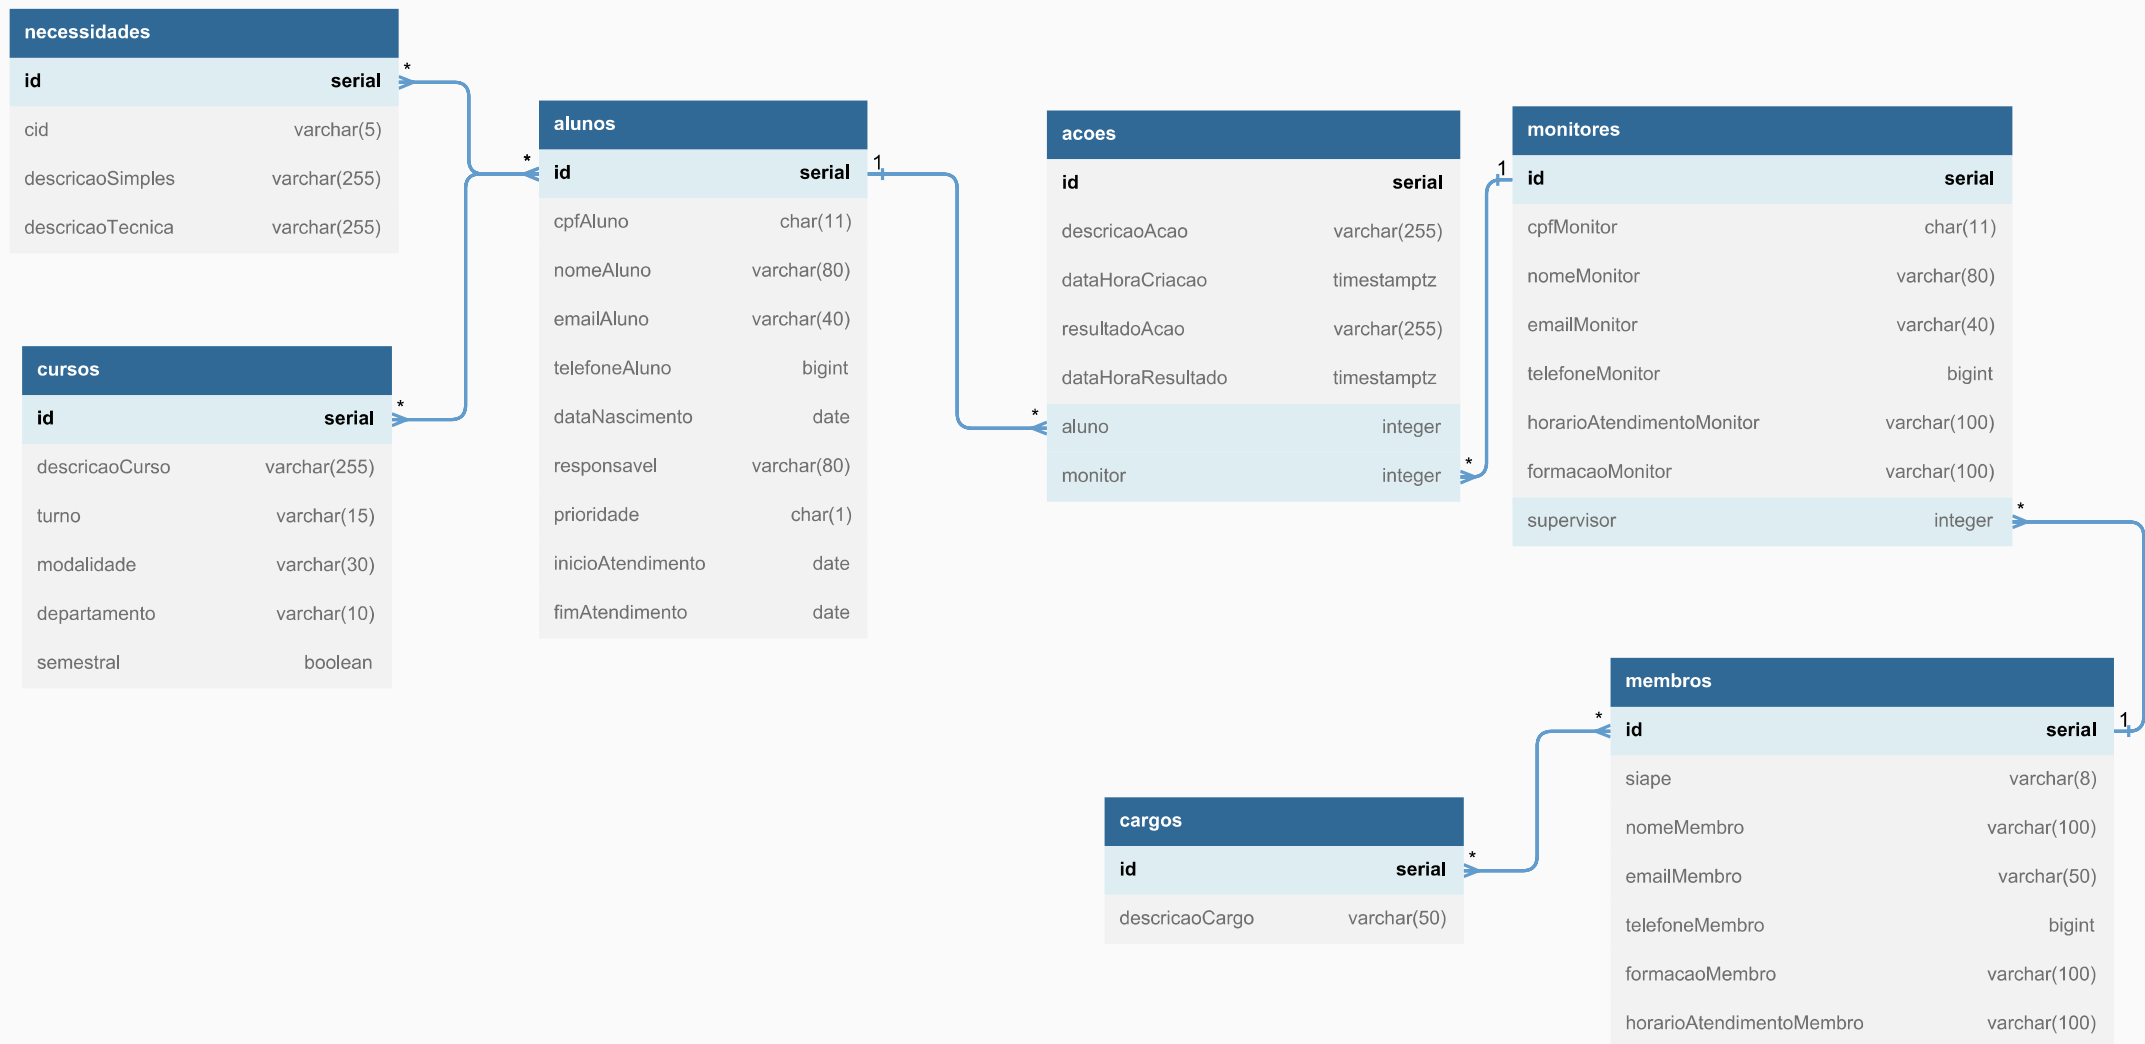 necessidades
id serial
cid varchar(5)
descricaoSimples varchar(255)
descricaoTecnica varchar(255)
*
cursos
id serial
descricaoCurso varchar(255)
turno varchar(15)
modalidade varchar(30)
departamento varchar(10)
semestral boolean
*
*
alunos
id serial
cpfAluno char(11)
nomeAluno varchar(80)
emailAluno varchar(40)
telefoneAluno bigint
dataNascimento date
responsavel varchar(80)
prioridade char(1)
inicioAtendimento date
fimAtendimento date
1
*
acoes
id serial
descricaoAcao varchar(255)
dataHoraCriacao timestamptz
resultadoAcao varchar(255)
dataHoraResultado timestamptz
aluno integer
monitor integer
*
1
monitores
id serial
cpfMonitor char(11)
nomeMonitor varchar(80)
emailMonitor varchar(40)
telefoneMonitor bigint
horarioAtendimentoMonitor varchar(100)
formacaoMonitor varchar(100)
supervisor integer
*
cargos
id serial
descricaoCargo varchar(50)
*
*
membros
id serial
siape varchar(8)
nomeMembro varchar(100)
emailMembro varchar(50)
telefoneMembro bigint
formacaoMembro varchar(100)
horarioAtendimentoMembro varchar(100)
1